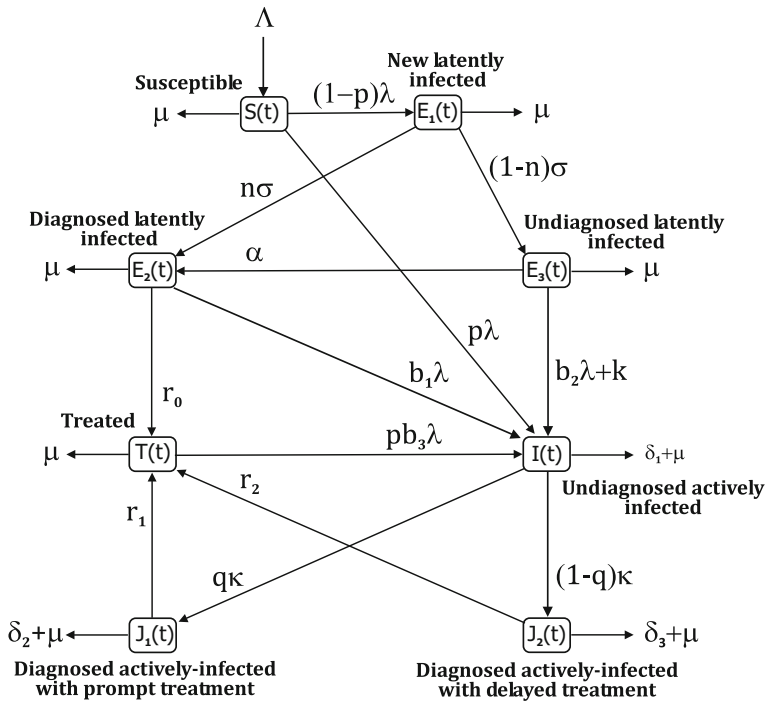 Λ
New latently
infected
Susceptible
(1−p)λ
μ
S(t)
E₁(t)
μ
(1-n)σ
nσ
Diagnosed latently
infected
Undiagnosed latently
infected
α
μ
E₂(t)
E₃(t)
μ
pλ
b₁λ
b₂λ+k
r₀
Treated
pb₃λ
μ
T(t)
I(t)
δ₁+μ
r₂
Undiagnosed actively
infected
r₁
qκ
(1-q)κ
δ₂+μ
J₁(t)
J₂(t)
δ₃+μ
Diagnosed actively-infected
with prompt treatment
Diagnosed actively-infected
with delayed treatment